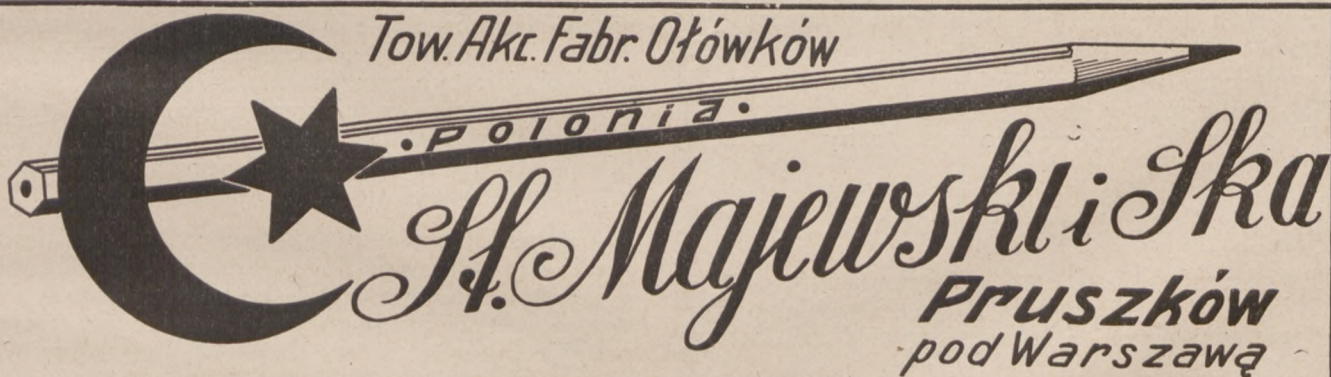 Tow. Akc. Fabr. Ołówków
• Polonia •
St. Majewski i Ska
Pruszków
pod Warszawą